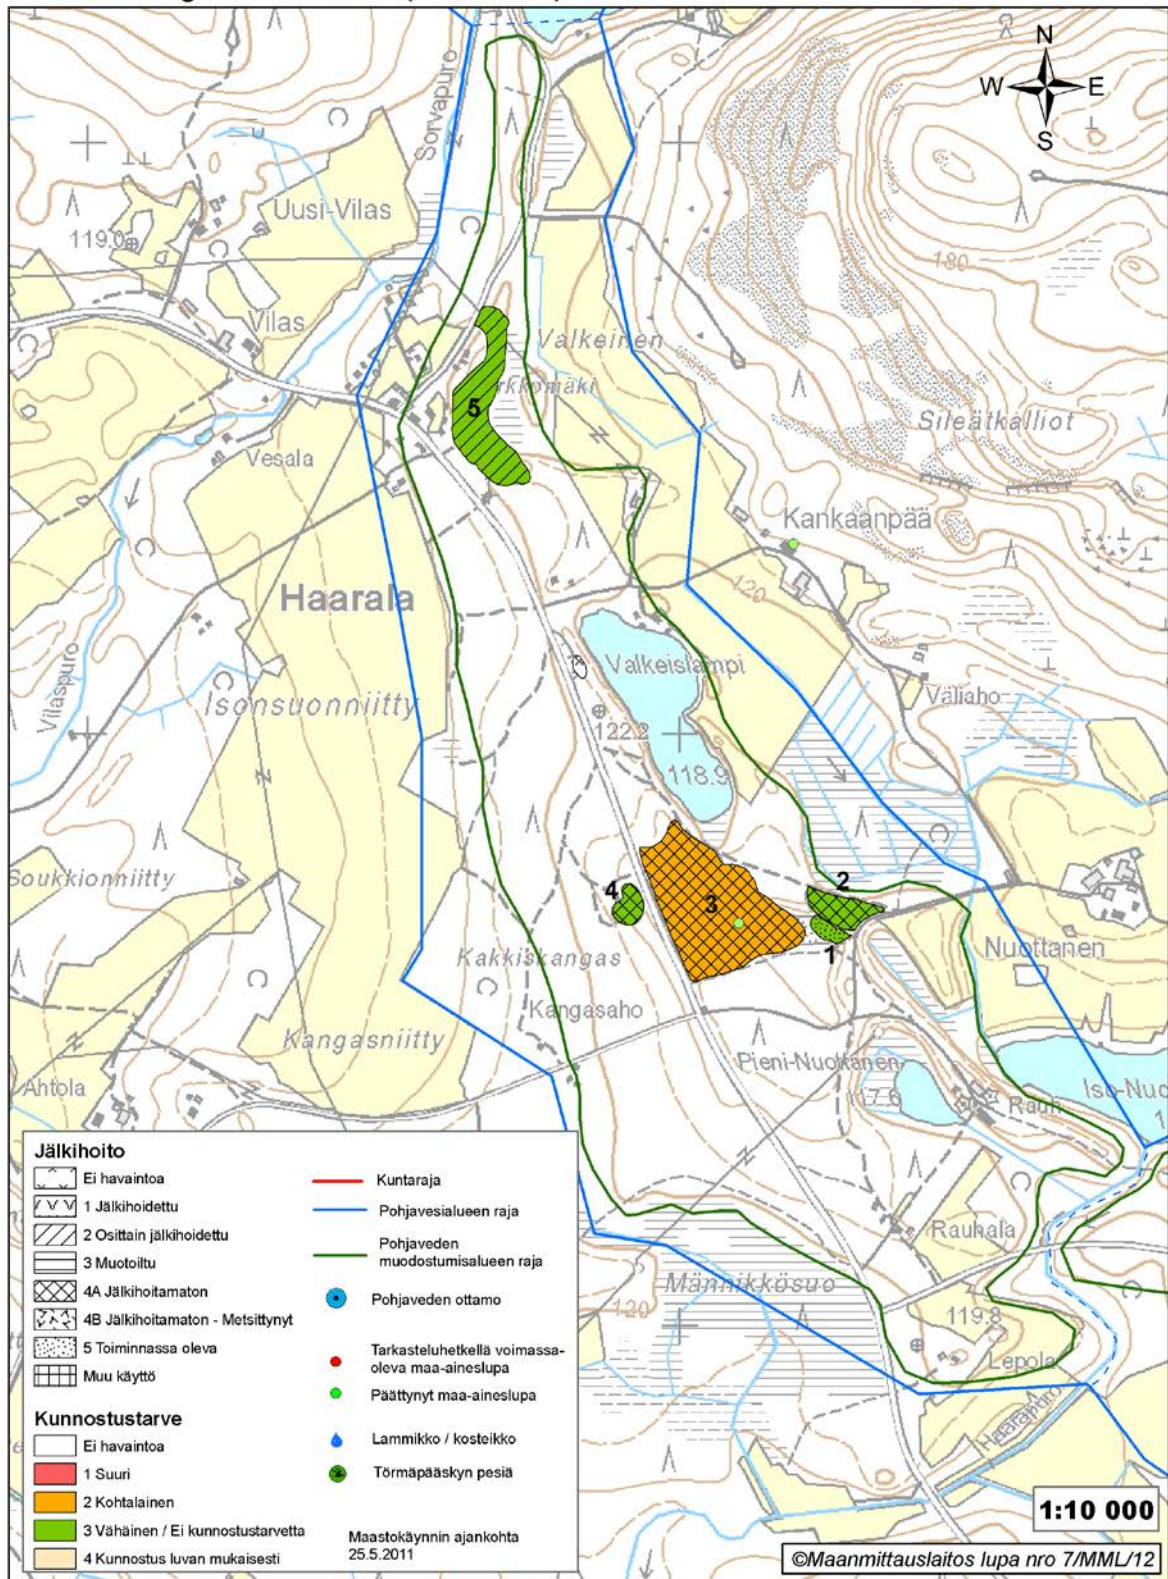 N
W E
S
Sorvapuro
Uusi-Vilas
119.0
180
Vilas
Valkeinen
rkkomäki
5
Sileätkalliot
Vesala
Kankaanpää
Haarala
120
Valkeislampi
Vilaspuro
Isonsuonniitty
Väliaho
122.2
118.9
Soukkionniitty
4
3
2
1
Kakkiskangas
Nuottanen
Kangasaho
Kangasniitty
Pieni-Nuottanen
Ahtola
117.6
Rauh
Iso-Nuo
1
Rauhala
Männikkösuo
120
119.8
Lepola
Haarapuro
Jälkihoito
Ei havaintoa
1 Jälkihoidettu
2 Osittain jälkihoidettu
3 Muotoiltu
4A Jälkihoitamaton
4B Jälkihoitamaton - Metsittynyt
5 Toiminnassa oleva
Muu käyttö
Kunnostustarve
Ei havaintoa
1 Suuri
2 Kohtalainen
3 Vähäinen / Ei kunnostustarvetta
4 Kunnostus luvan mukaisesti
Kuntaraja
Pohjavesialueen raja
Pohjaveden
muodostumisalueen raja
Pohjaveden ottamo
Tarkasteluhetkellä voimassa-
oleva maa-aineslupa
Päättynyt maa-aineslupa
Lammikko / kosteikko
Törmäpääskyn pesiä
Maastokäynnin ajankohta
25.5.2011
1:10 000
©Maanmittauslaitos lupa nro 7/MML/12